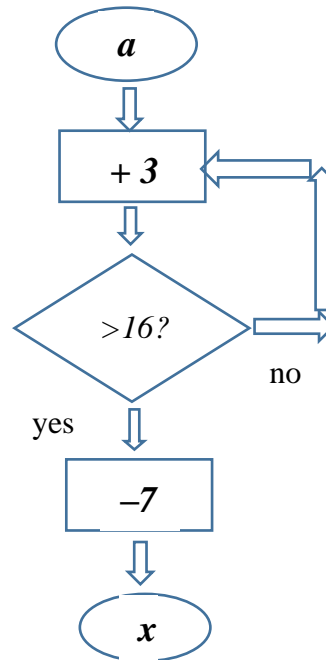 a
+ 3
>16?
no
yes
–7
x